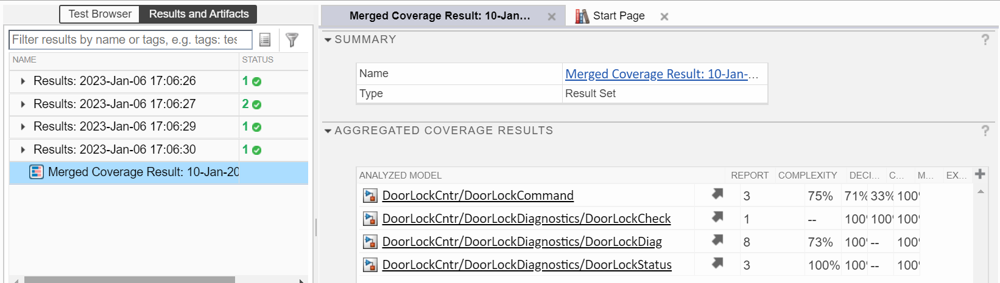 Test Browser Results and Artifacts
Filter results by name or tags, e.g. tags: tes
NAME STATUS
Results: 2023-Jan-06 17:06:26 1
Results: 2023-Jan-06 17:06:27 2
Results: 2023-Jan-06 17:06:29 1
Results: 2023-Jan-06 17:06:30 1
Merged Coverage Result: 10-Jan-20
Merged Coverage Result: 10-Jan... Start Page
SUMMARY ?
Name Merged Coverage Result: 10-Jan-...
Type Result Set
AGGREGATED COVERAGE RESULTS ?
ANALYZED MODEL REPORT COMPLEXITY DECI... C... M... EX...
DoorLockCntr/DoorLockCommand 3 75% 71% 33% 100%
DoorLockCntr/DoorLockDiagnostics/DoorLockCheck 1 -- 100% 100% 100%
DoorLockCntr/DoorLockDiagnostics/DoorLockDiag 8 73% 100% -- 100%
DoorLockCntr/DoorLockDiagnostics/DoorLockStatus 3 100% 100% -- 100%